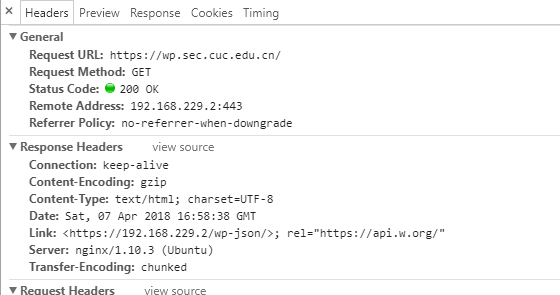 × Headers Preview Response Cookies Timing
▼ General
Request URL: https://wp.sec.cuc.edu.cn/
Request Method: GET
Status Code: 200 OK
Remote Address: 192.168.229.2:443
Referrer Policy: no-referrer-when-downgrade
▼ Response Headers view source
Connection: keep-alive
Content-Encoding: gzip
Content-Type: text/html; charset=UTF-8
Date: Sat, 07 Apr 2018 16:58:38 GMT
Link: <https://192.168.229.2/wp-json/>; rel="https://api.w.org/"
Server: nginx/1.10.3 (Ubuntu)
Transfer-Encoding: chunked
▼ Request Headers view source